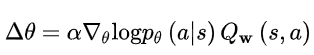 Δθ = α∇_θ log p_θ (a|s) Q_w (s, a)